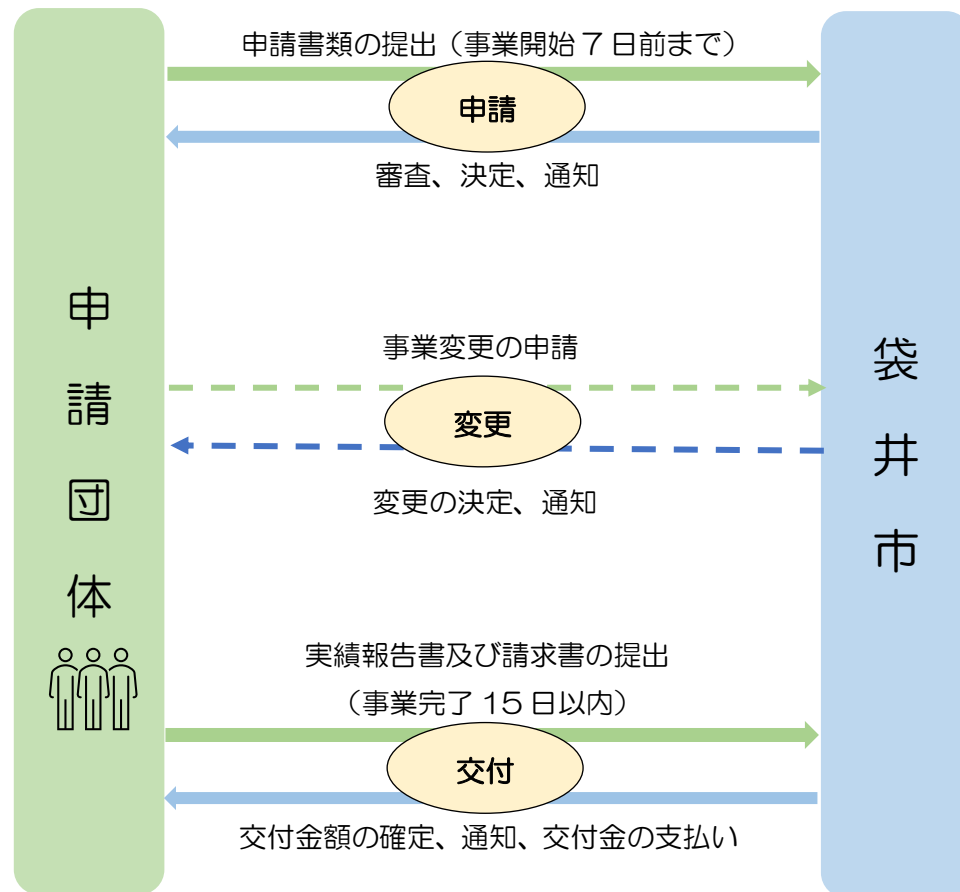 申請書類の提出（事業開始７日前まで）
申請
審査、決定、通知
申請団体
袋井市
事業変更の申請
変更
変更の決定、通知
実績報告書及び請求書の提出
（事業完了 15 日以内）
交付
交付金額の確定、通知、交付金の支払い